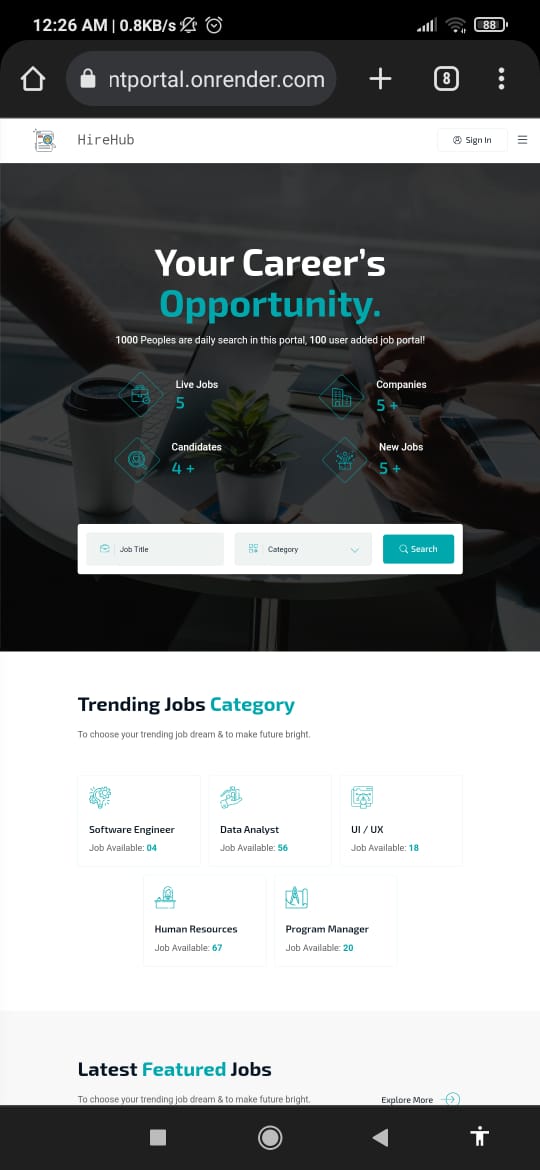 12:26 AM | 0.8KB/s
88
ntportal.onrender.com
8
HireHub
Sign In
Your Career's
Opportunity.
1000 Peoples are daily search in this portal, 100 user added job portal!
Live Jobs
5
Companies
5 +
Candidates
4 +
New Jobs
5 +
Job Title
Category
Search
Trending Jobs Category
To choose your trending job dream & to make future bright.
Software Engineer
Job Available: 04
Data Analyst
Job Available: 56
UI / UX
Job Available: 18
Human Resources
Job Available: 67
Program Manager
Job Available: 20
Latest Featured Jobs
To choose your trending job dream & to make future bright.
Explore More